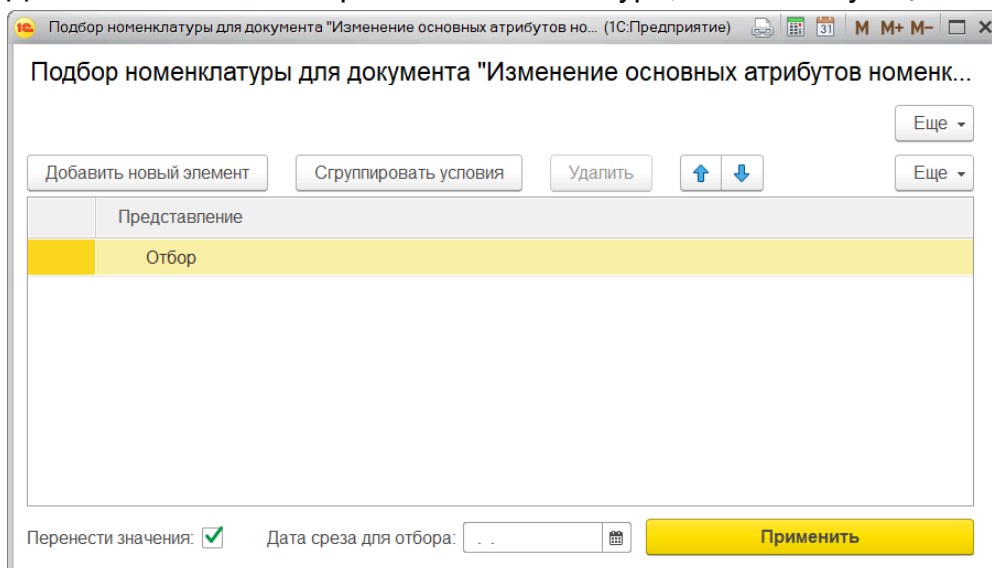 Подбор номенклатуры для документа "Изменение основных атрибутов но... (1С:Предприятие) 31 M M+ M-
Подбор номенклатуры для документа "Изменение основных атрибутов номенк...
Еще
Добавить новый элемент Сгруппировать условия Удалить Еще
Представление
Отбор
Перенести значения: Дата среза для отбора: . . Применить